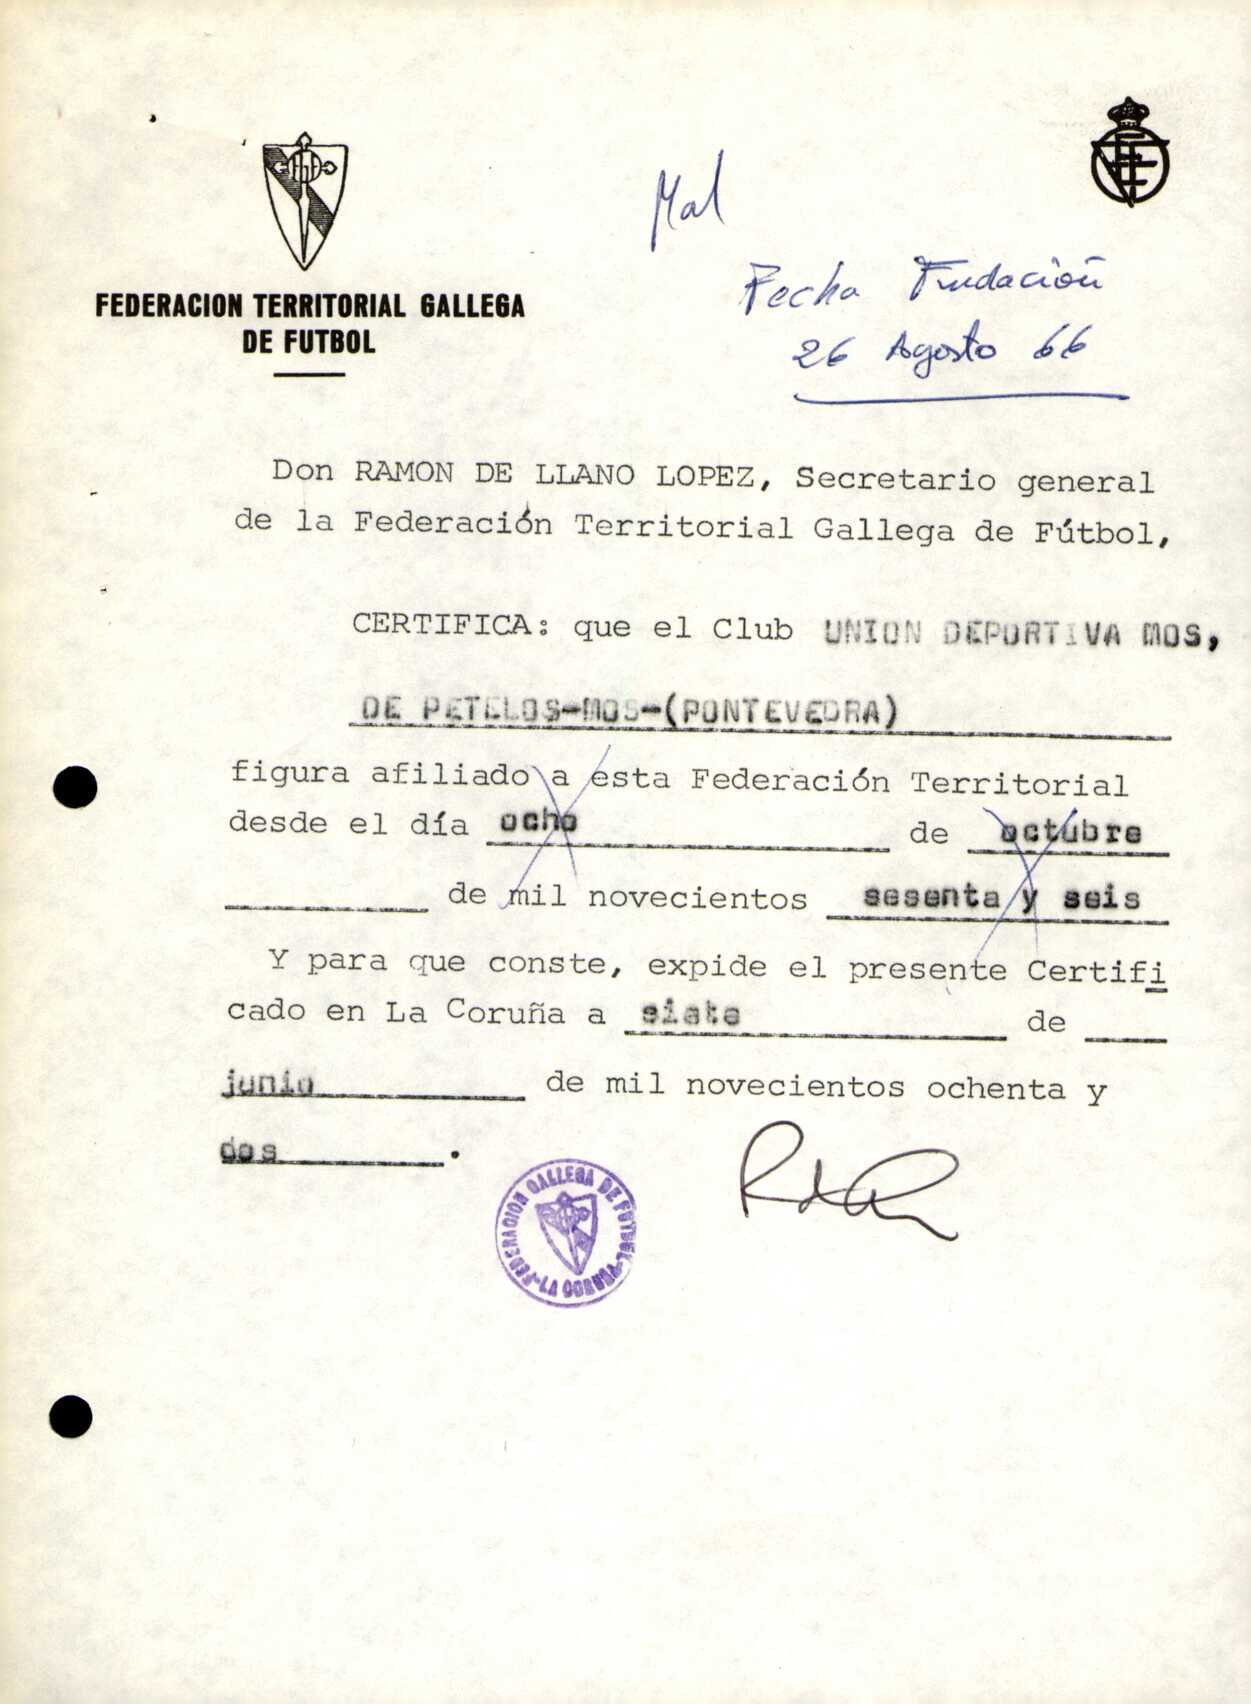 Mal
FEDERACION TERRITORIAL GALLEGA
DE FUTBOL
Fecha Fundación
26 Agosto 66
Don RAMON DE LLANO LOPEZ, Secretario general
de la Federación Territorial Gallega de Fútbol,
CERTIFICA: que el Club UNION DEPORTIVA MOS,
DE PETELOS-MOS-(PONTEVEDRA)
figura afiliado a esta Federación Territorial
desde el día ocho de octubre
de mil novecientos sesenta y seis
Y para que conste, expide el presente Certifi
cado en La Coruña a siete de
junio de mil novecientos ochenta y
dos.
FEDERACION GALLEGA DE FUTBOL-LA CORUÑA-